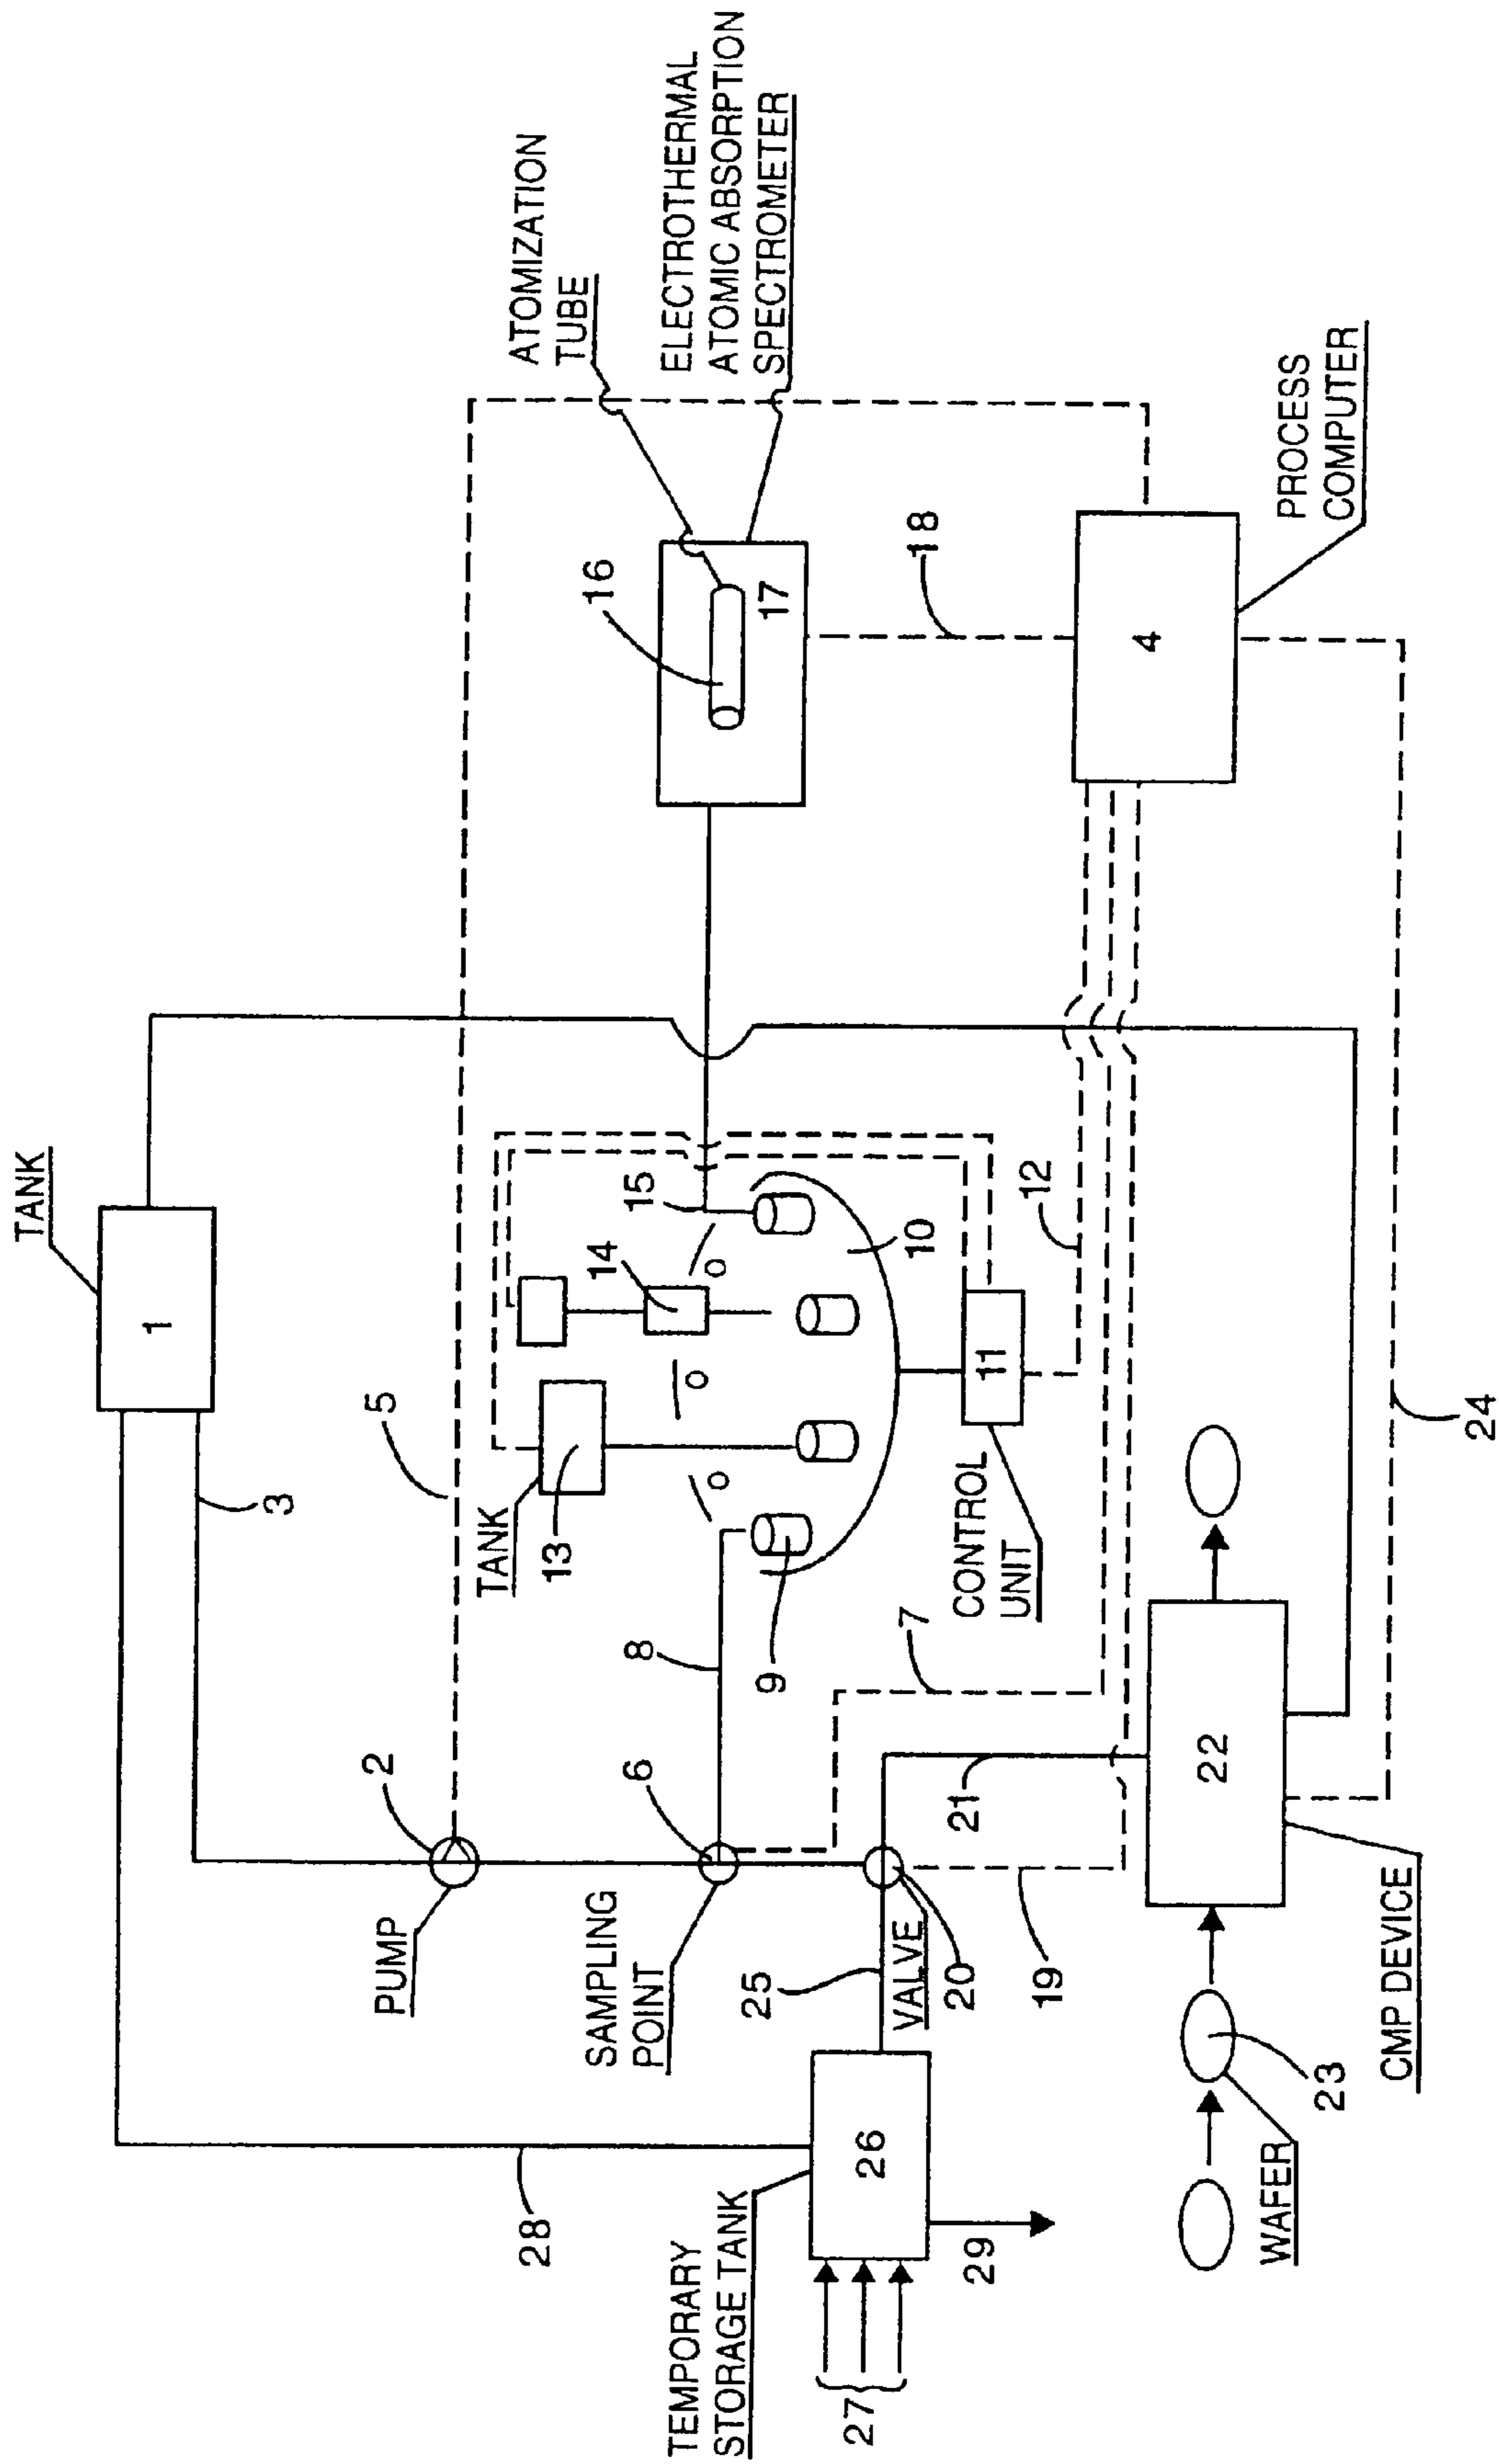 TANK
1
3
5
2
PUMP
28
ATOMIZATION
TUBE
ELECTROTHERMAL
ATOMIC ABSORPTION
SPECTROMETER
16
17
18
4
PROCESS
COMPUTER
TANK
13
14
15
10
12
11
CONTROL
UNIT
8
9
6
SAMPLING
POINT
7
21
19
20
VALVE
25
TEMPORARY
STORAGE TANK
26
27
29
22
CMP DEVICE
24
23
WAFER